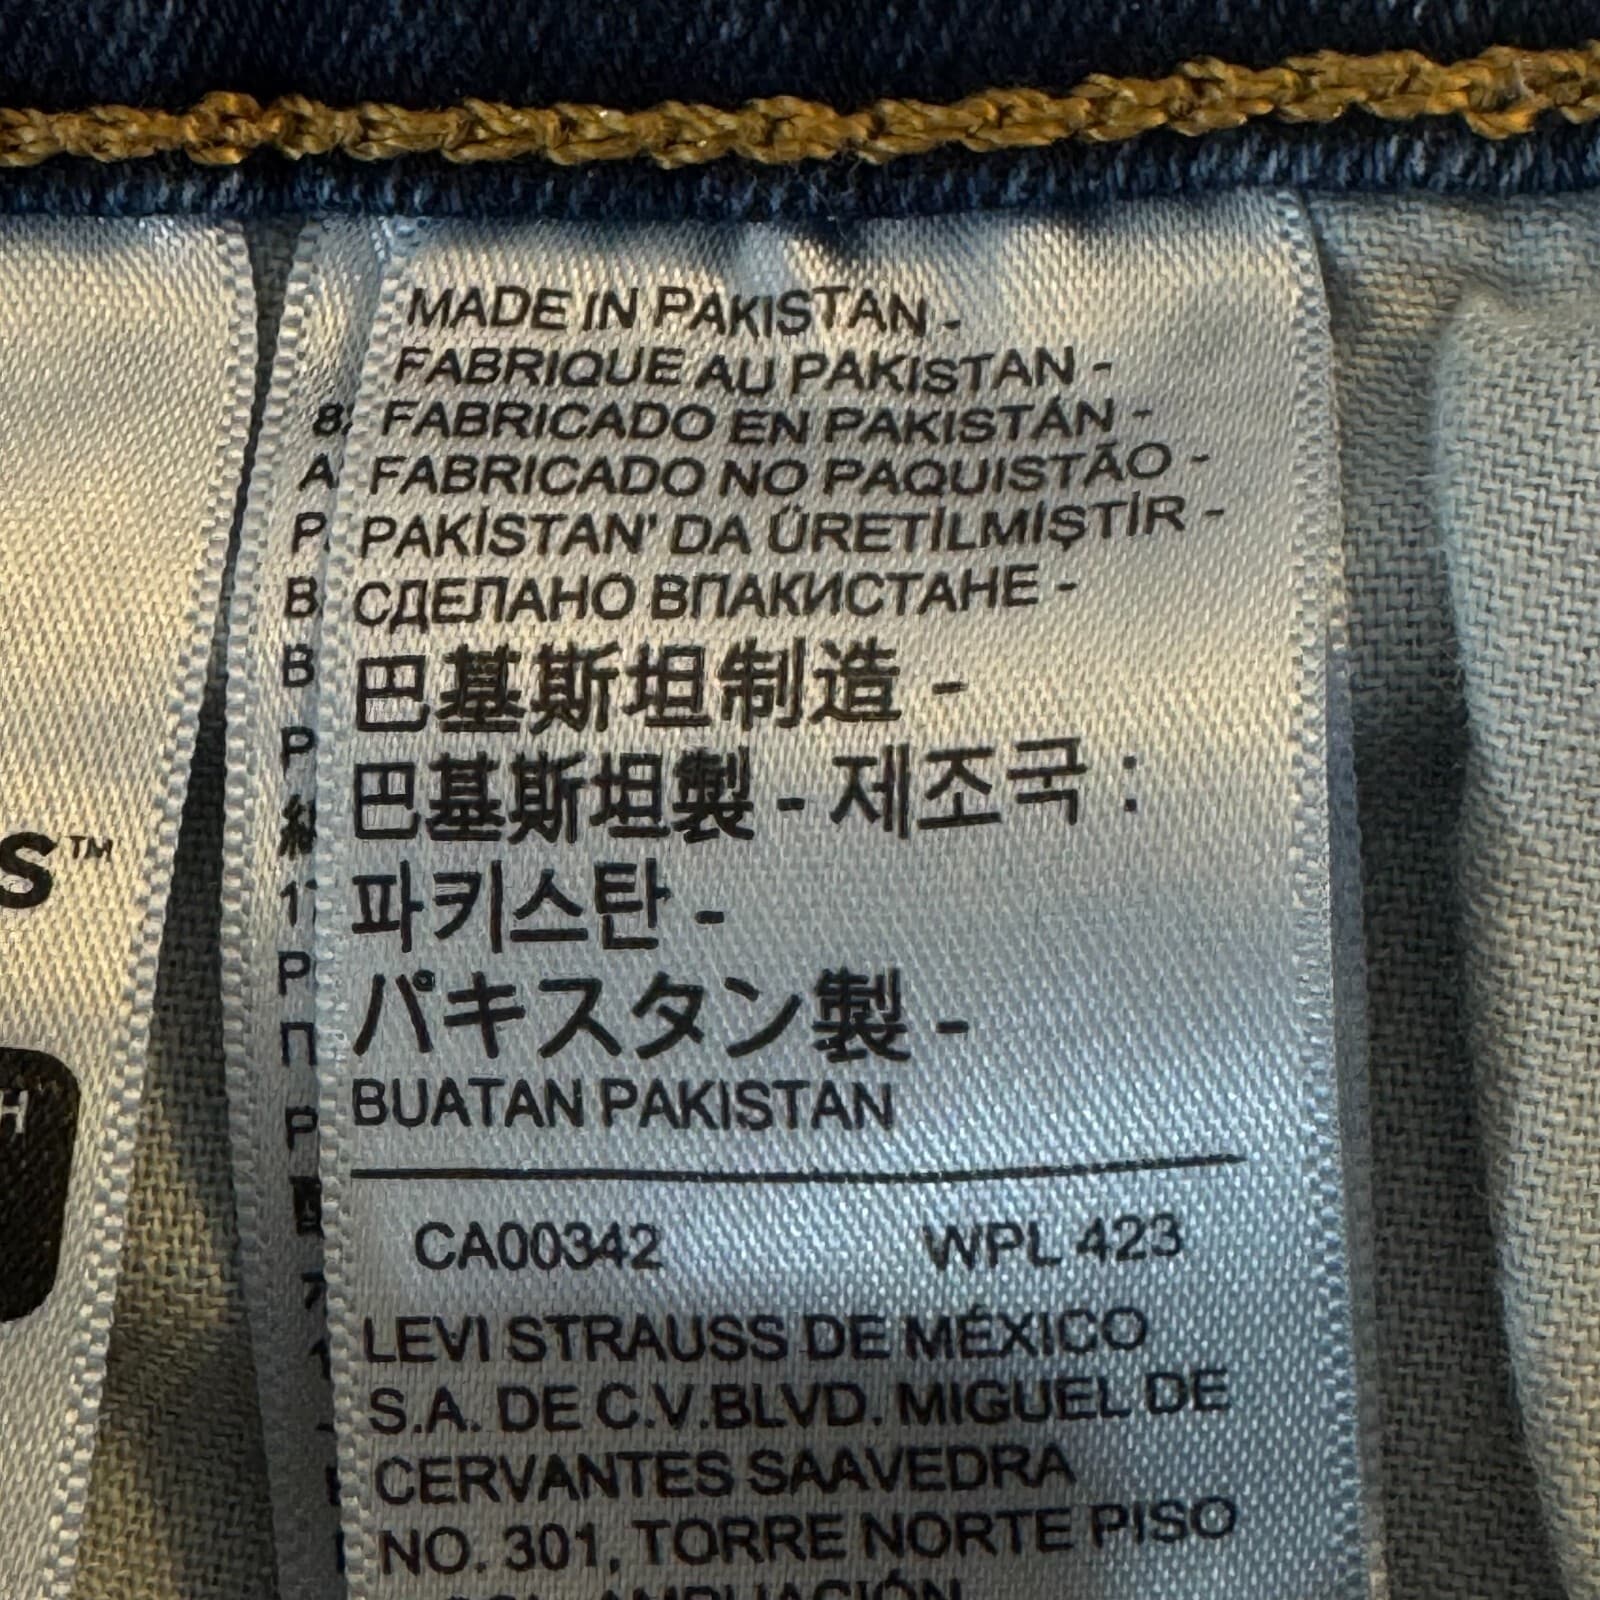 MADE IN PAKISTAN -
FABRIQUE AU PAKISTAN -
FABRICADO EN PAKISTÁN -
FABRICADO NO PAQUISTÃO -
PAKİSTAN' DA ÜRETİLMİŞTİR -
СДЕЛАНО ВПАКИСТАНЕ -
巴基斯坦制造 -
巴基斯坦製 - 제조국 :
파키스탄 -
パキスタン製 -
BUATAN PAKISTAN
CA00342 WPL 423
LEVI STRAUSS DE MÉXICO
S.A. DE C.V.BLVD. MIGUEL DE
CERVANTES SAAVEDRA
NO. 301, TORRE NORTE PISO
AMPLIACIÓN